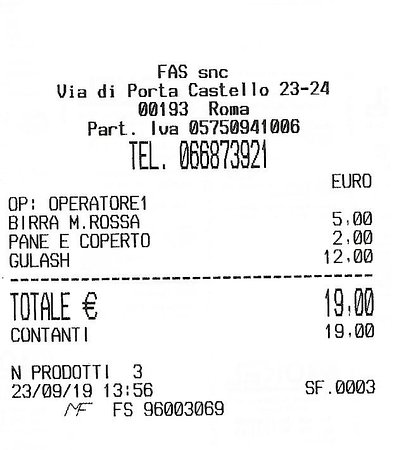 FAS snc
Via di Porta Castello 23-24
00193 Roma
Part. Iva 05750941006
TEL. 066873921
EURO
OP: OPERATORE1
BIRRA M.ROSSA 5,00
PANE E COPERTO 2,00
GULASH 12,00
TOTALE € 19,00
CONTANTI 19,00
N PRODOTTI 3
23/09/19 13:56 SF.0003
MF FS 96003069